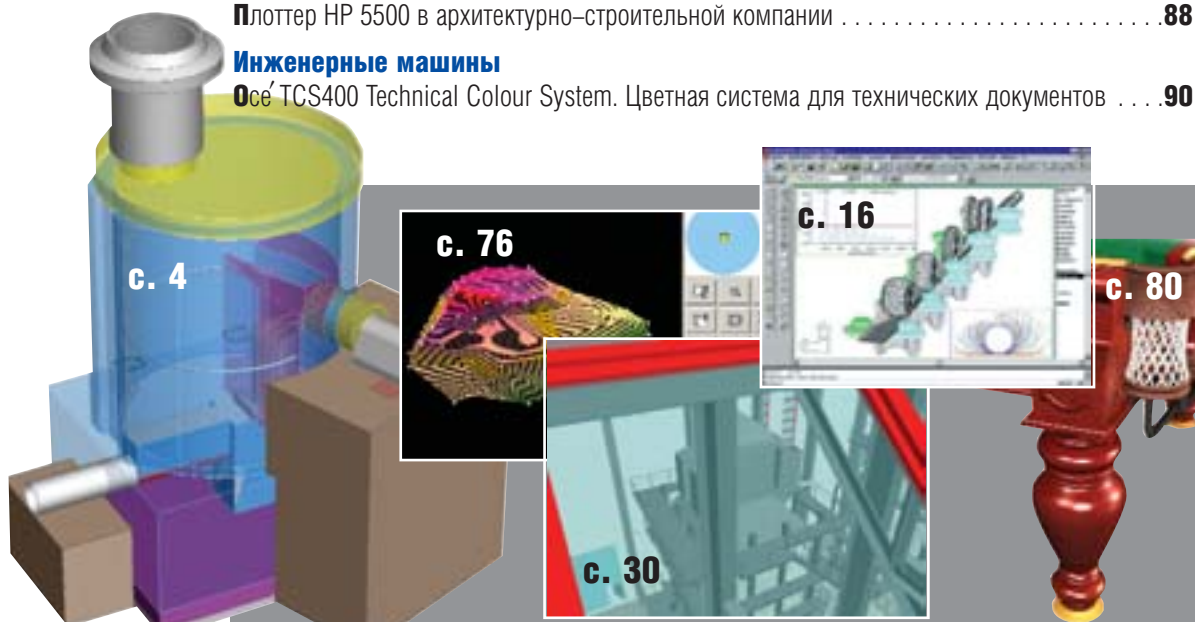 Плоттер HP 5500 в архитектурно–строительной компании . . . . . . . . . . . . . . . . . . . . . . . . . .88
Инженерные машины
Océ TCS400 Technical Colour System. Цветная система для технических документов . . . .90
с. 16
с. 76
с. 4
с. 80
с. 30